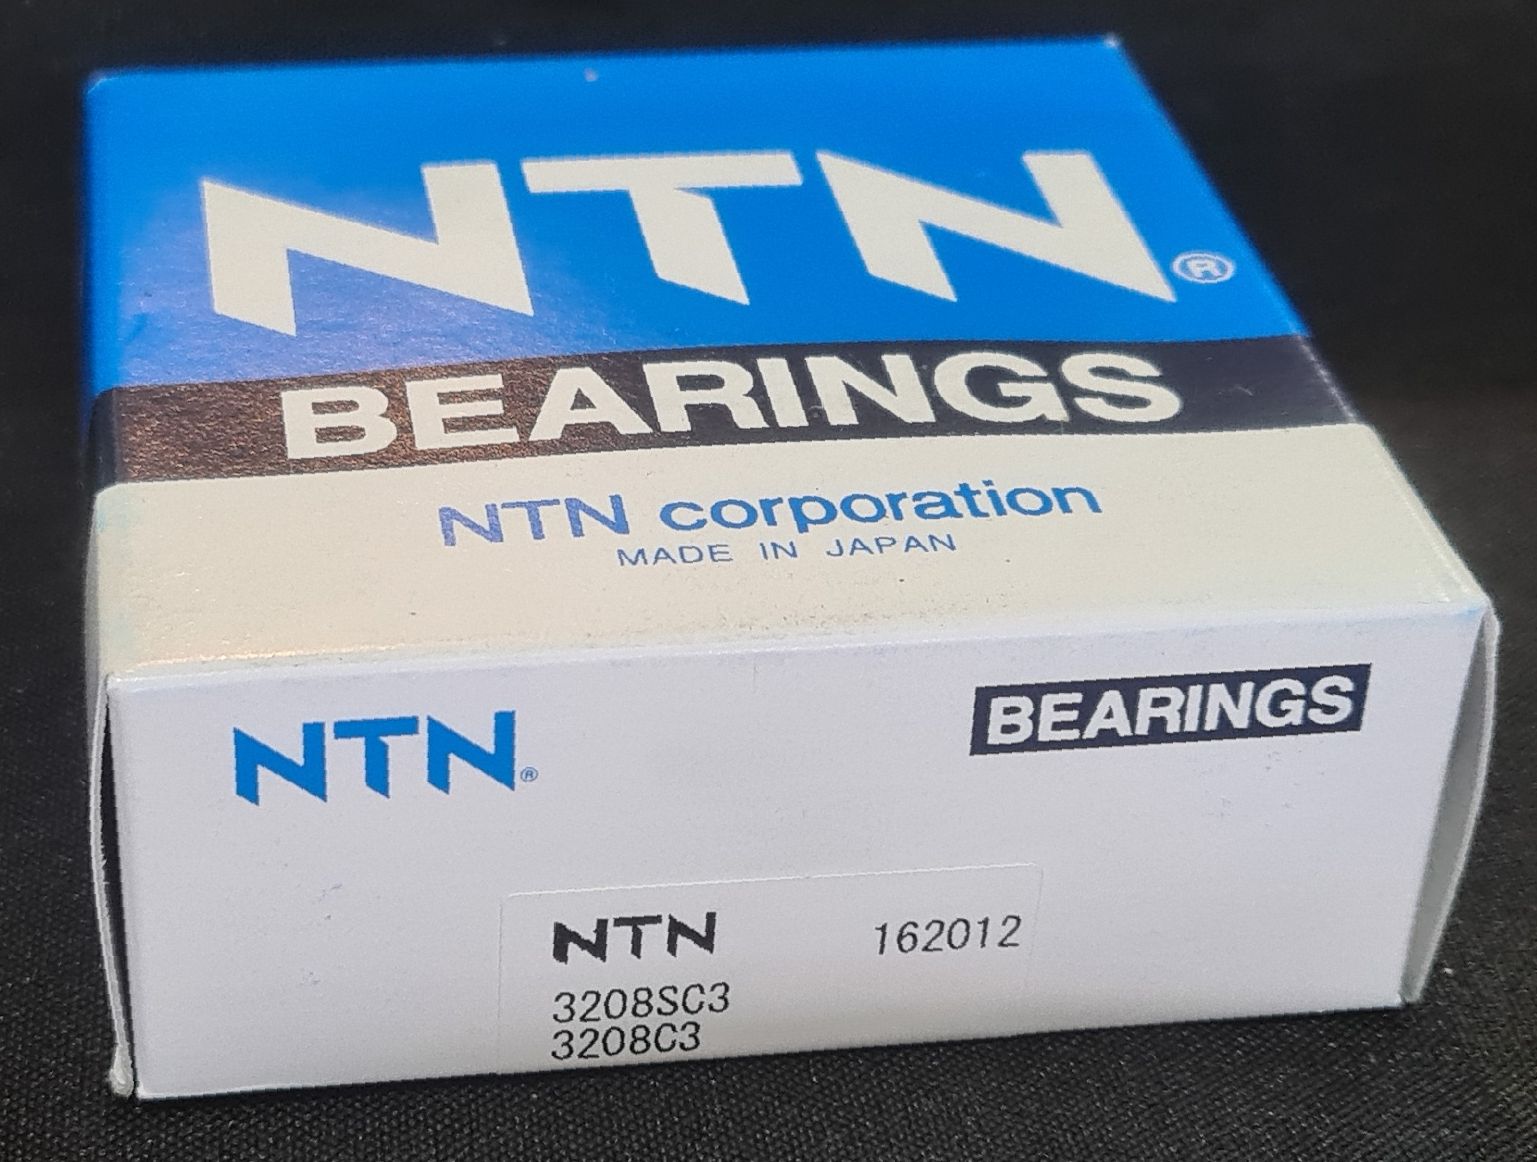 NTN®
BEARINGS
NTN corporation
MADE IN JAPAN
NTN® BEARINGS
NTN 162012
3208SC3
3208C3